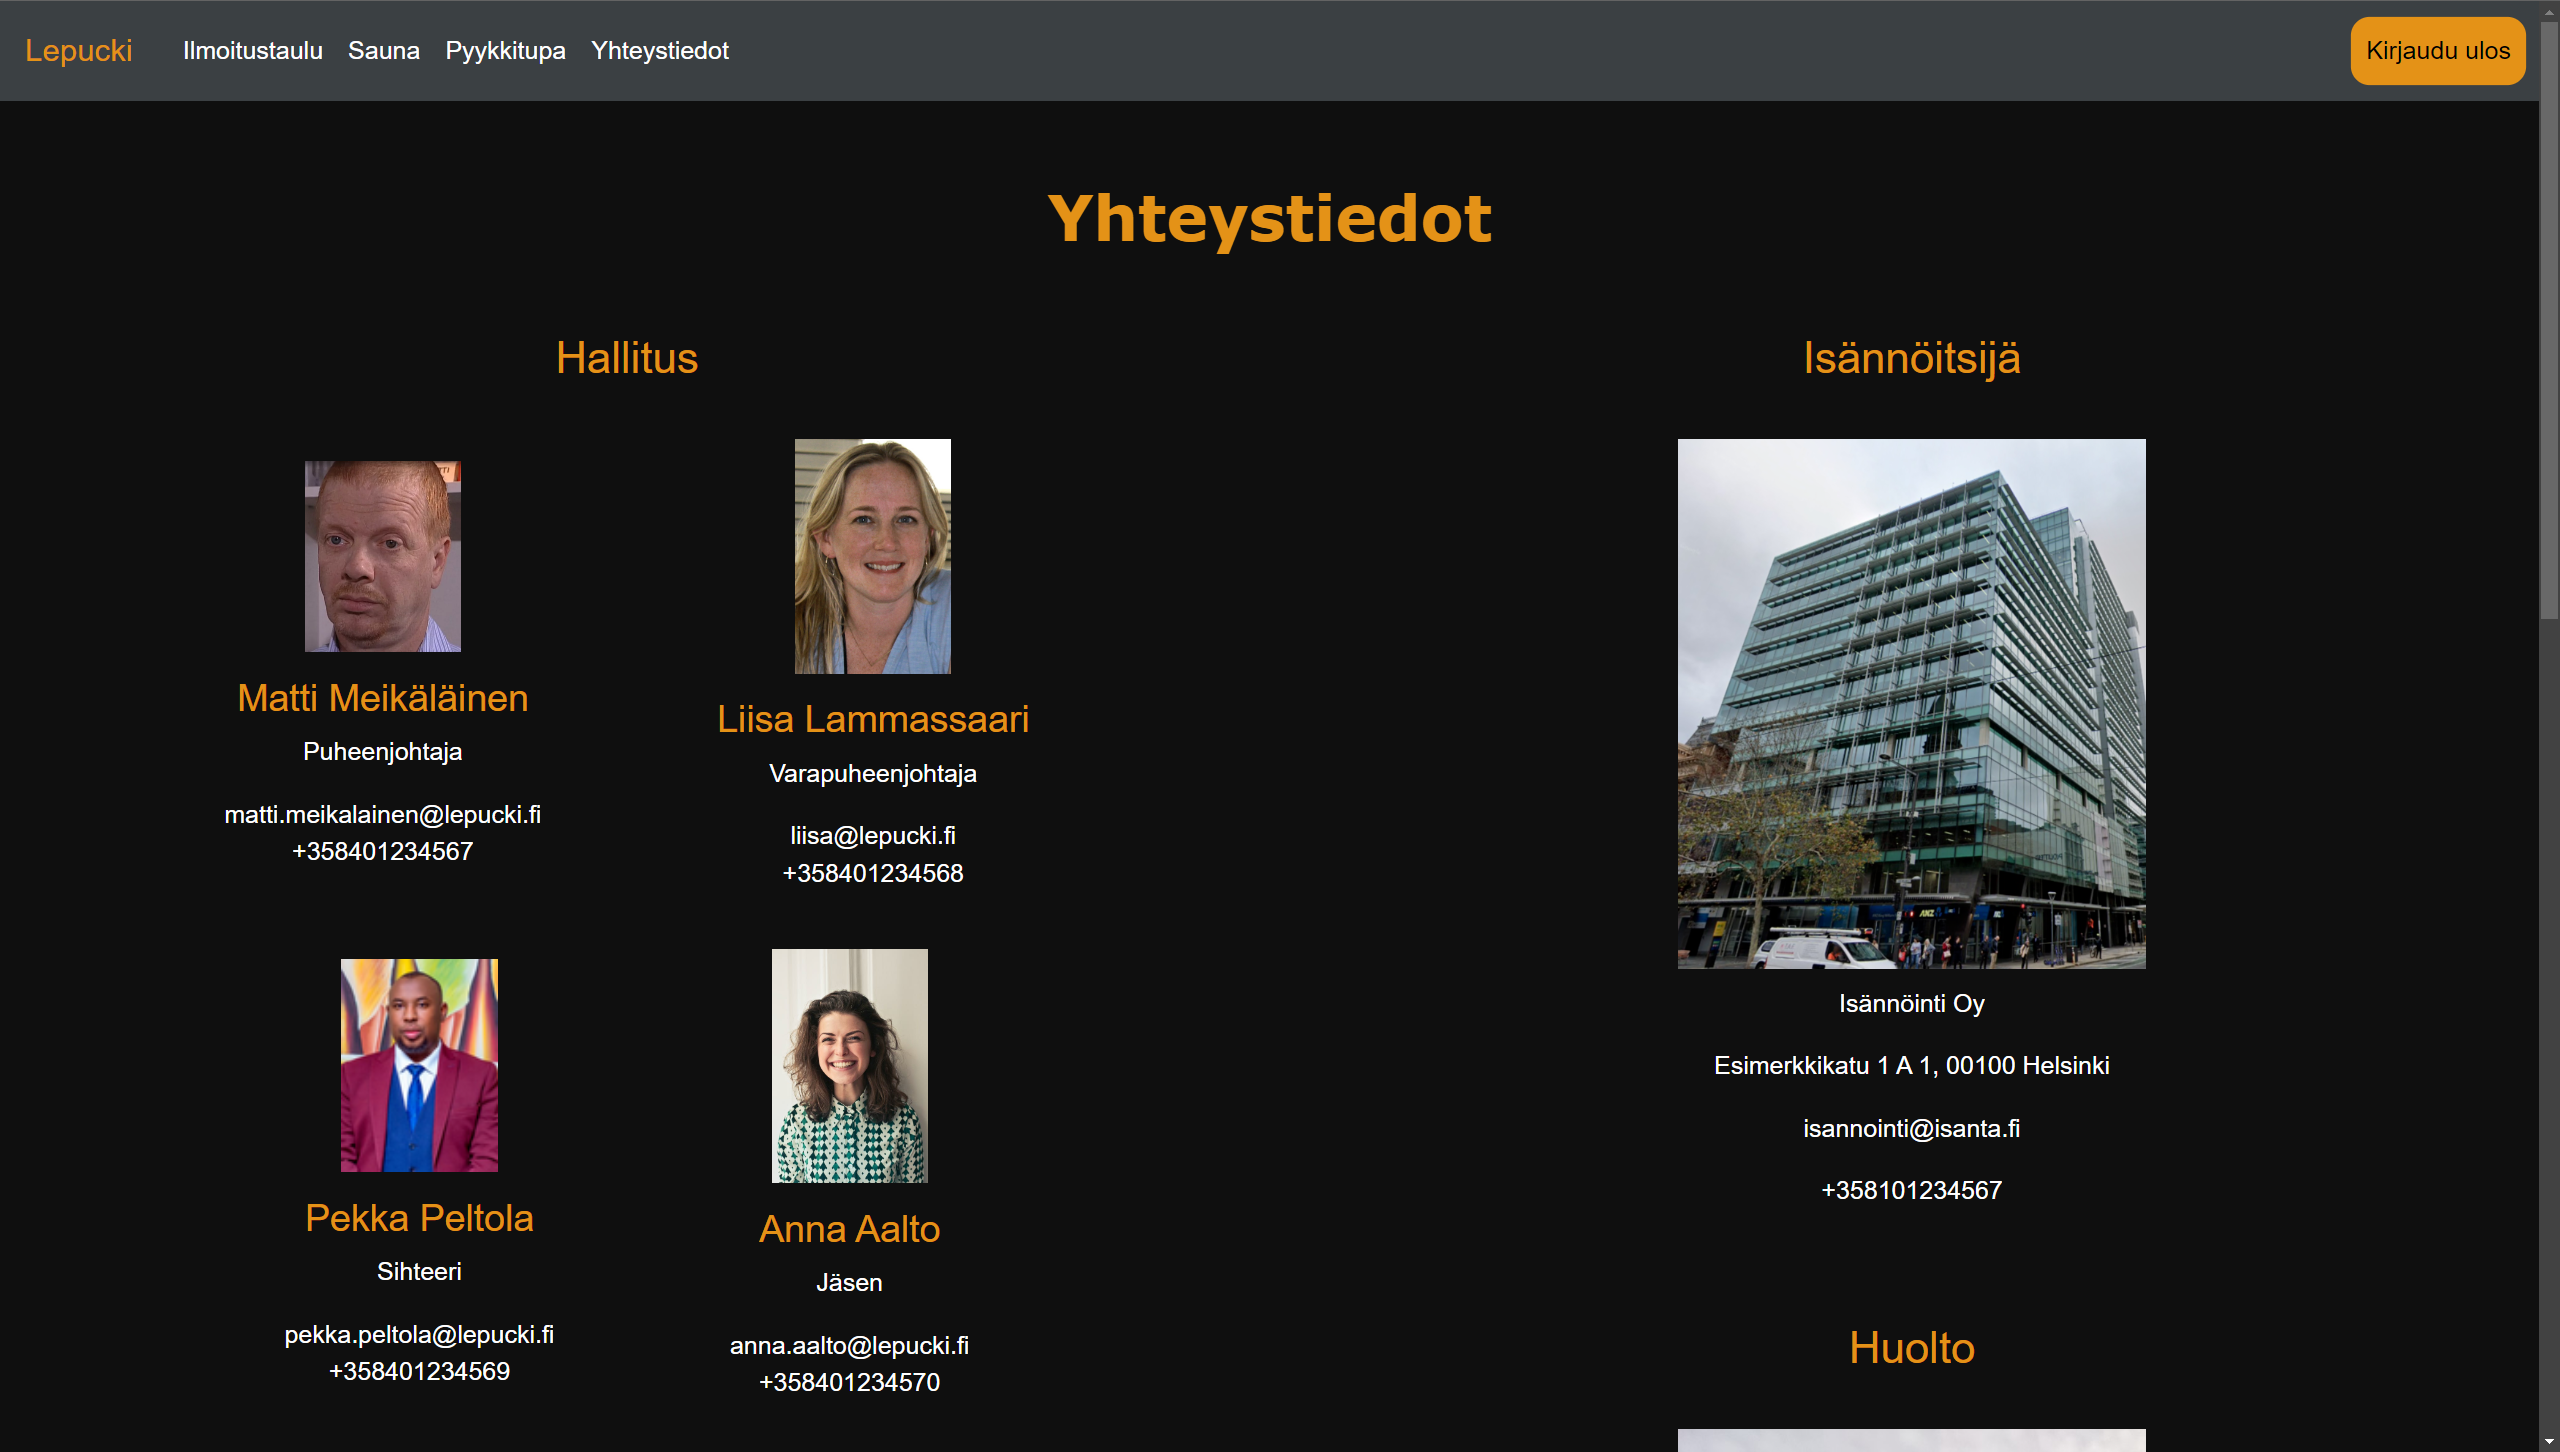 Lepucki
Ilmoitustaulu Sauna Pyykkitupa Yhteystiedot
Kirjaudu ulos
Yhteystiedot
Hallitus
Matti Meikäläinen
Puheenjohtaja
matti.meikalainen@lepucki.fi
+358401234567
Liisa Lammassaari
Varapuheenjohtaja
liisa@lepucki.fi
+358401234568
Pekka Peltola
Sihteeri
pekka.peltola@lepucki.fi
+358401234569
Anna Aalto
Jäsen
anna.aalto@lepucki.fi
+358401234570
Isännöitsijä
ANZ
Isännöinti Oy
Esimerkkikatu 1 A 1, 00100 Helsinki
isannointi@isanta.fi
+358101234567
Huolto